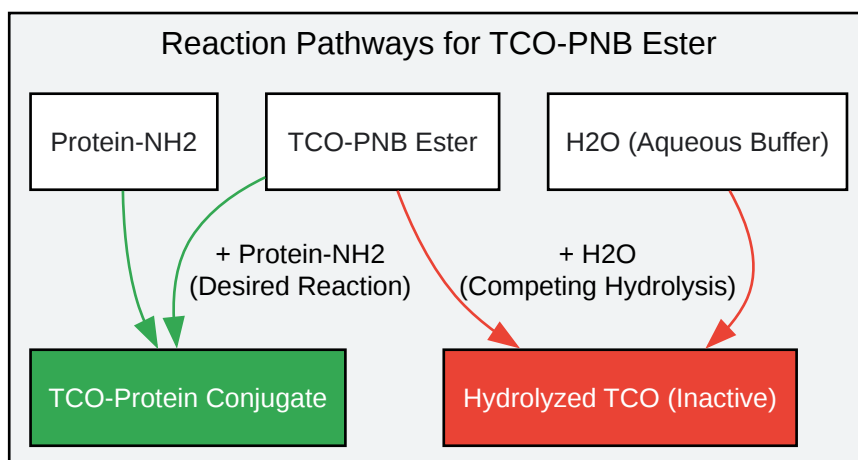 Reaction Pathways for TCO-PNB Ester
Protein-NH2
TCO-PNB Ester
H2O (Aqueous Buffer)
+ Protein-NH2
(Desired Reaction)
+ H2O
(Competing Hydrolysis)
TCO-Protein Conjugate
Hydrolyzed TCO (Inactive)